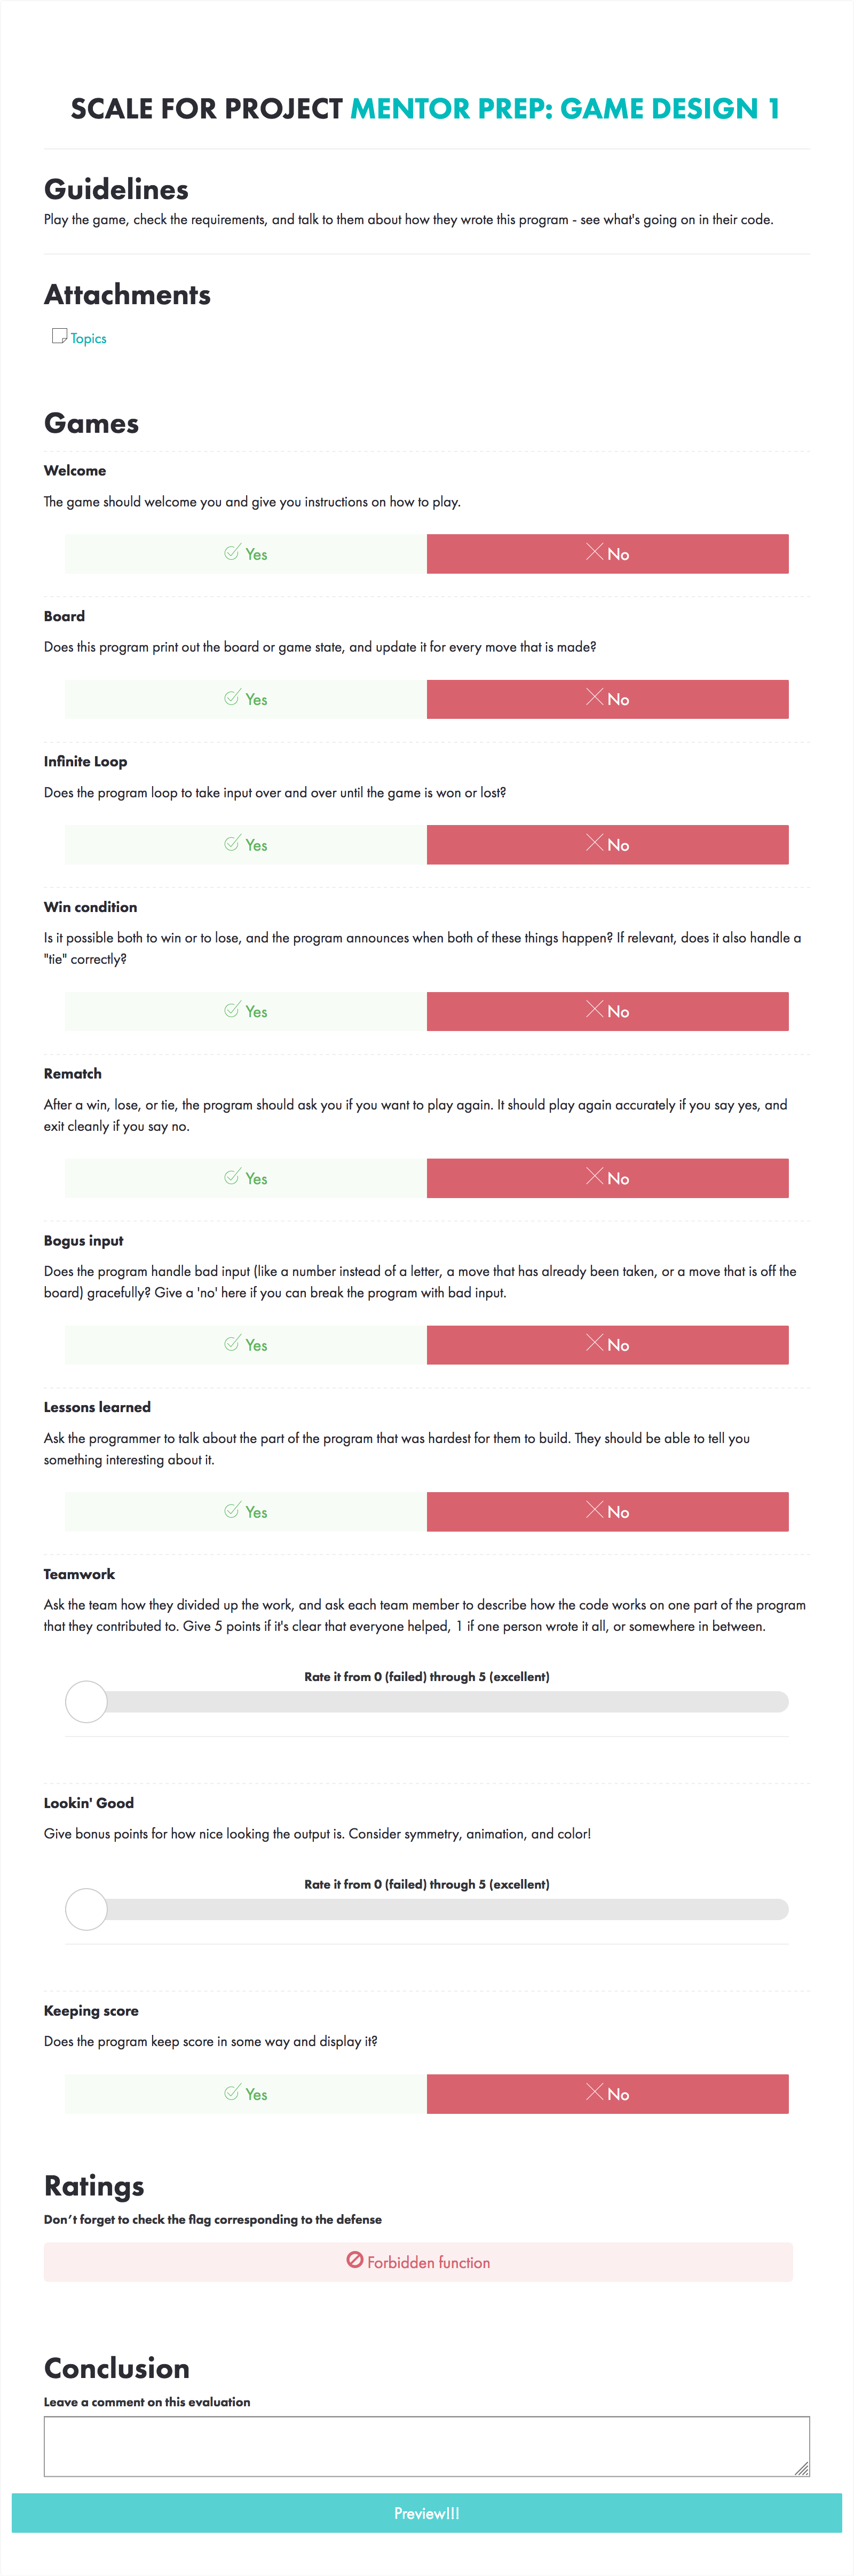 SCALE FOR PROJECT MENTOR PREP: GAME DESIGN 1
Guidelines
Play the game, check the requirements, and talk to them about how they wrote this program - see what's going on in their code.
Attachments
Topics
Games
Welcome
The game should welcome you and give you instructions on how to play.
Yes
No
Board
Does this program print out the board or game state, and update it for every move that is made?
Yes
No
Infinite Loop
Does the program loop to take input over and over until the game is won or lost?
Yes
No
Win condition
Is it possible both to win or to lose, and the program announces when both of these things happen? If relevant, does it also handle a
"tie" correctly?
Yes
No
Rematch
After a win, lose, or tie, the program should ask you if you want to play again. It should play again accurately if you say yes, and
exit cleanly if you say no.
Yes
No
Bogus input
Does the program handle bad input (like a number instead of a letter, a move that has already been taken, or a move that is off the
board) gracefully? Give a 'no' here if you can break the program with bad input.
Yes
No
Lessons learned
Ask the programmer to talk about the part of the program that was hardest for them to build. They should be able to tell you
something interesting about it.
Yes
No
Teamwork
Ask the team how they divided up the work, and ask each team member to describe how the code works on one part of the program
that they contributed to. Give 5 points if it's clear that everyone helped, 1 if one person wrote it all, or somewhere in between.
Rate it from 0 (failed) through 5 (excellent)
Lookin' Good
Give bonus points for how nice looking the output is. Consider symmetry, animation, and color!
Rate it from 0 (failed) through 5 (excellent)
Keeping score
Does the program keep score in some way and display it?
Yes
No
Ratings
Don’t forget to check the flag corresponding to the defense
Forbidden function
Conclusion
Leave a comment on this evaluation
Preview!!!